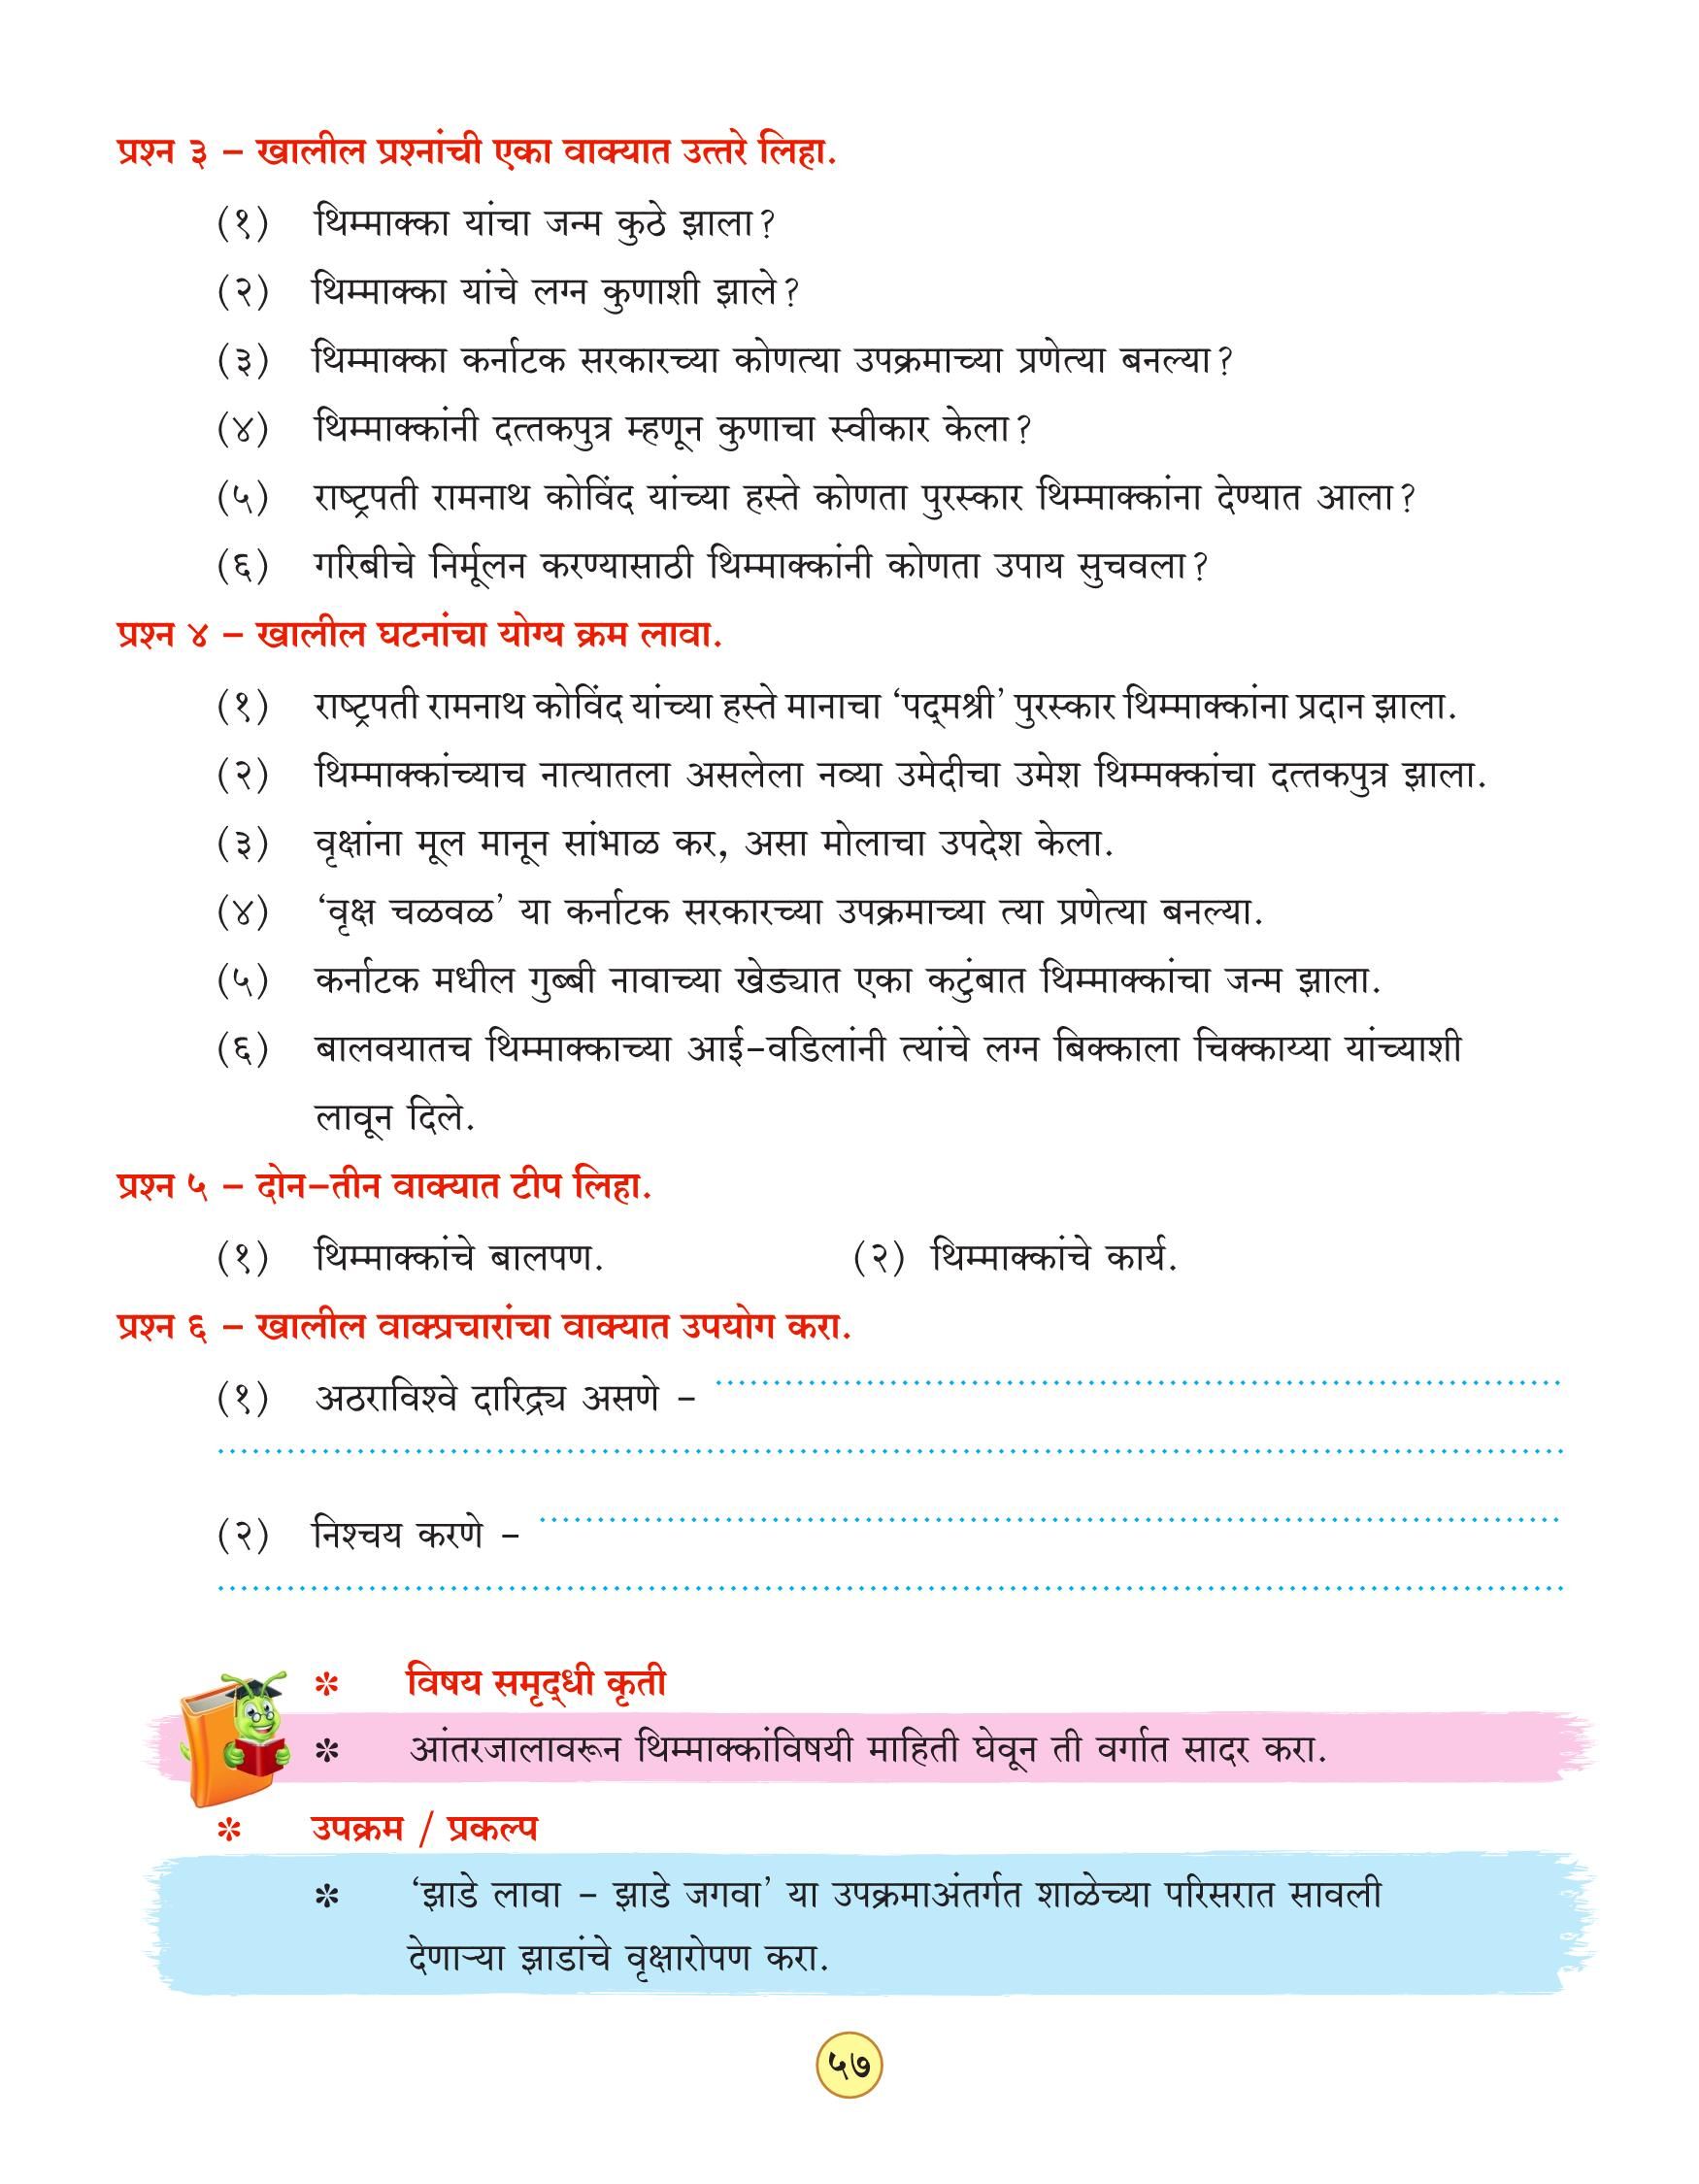 प्रश्न ३ – खालील प्रश्नांची एका वाक्यात उत्तरे लिहा.
(१) थिम्माक्का यांचा जन्म कुठे झाला?
(२) थिम्माक्का यांचे लग्न कुणाशी झाले?
(३) थिम्माक्का कर्नाटक सरकारच्या कोणत्या उपक्रमाच्या प्रणेत्या बनल्या?
(४) थिम्माक्कांनी दत्तकपुत्र म्हणून कुणाचा स्वीकार केला?
(५) राष्ट्रपती रामनाथ कोविंद यांच्या हस्ते कोणता पुरस्कार थिम्माक्कांना देण्यात आला?
(६) गरिबीचे निर्मूलन करण्यासाठी थिम्माक्कांनी कोणता उपाय सुचवला?
प्रश्न ४ – खालील घटनांचा योग्य क्रम लावा.
(१) राष्ट्रपती रामनाथ कोविंद यांच्या हस्ते मानाचा ‘पद्‌मश्री’ पुरस्कार थिम्माक्कांना प्रदान झाला.
(२) थिम्माक्कांच्याच नात्यातला असलेला नव्या उमेदीचा उमेश थिम्मक्कांचा दत्तकपुत्र झाला.
(३) वृक्षांना मूल मानून सांभाळ कर, असा मोलाचा उपदेश केला.
(४) ‘वृक्ष चळवळ’ या कर्नाटक सरकारच्या उपक्रमाच्या त्या प्रणेत्या बनल्या.
(५) कर्नाटक मधील गुब्बी नावाच्या खेड्यात एका कटुंबात थिम्माक्कांचा जन्म झाला.
(६) बालवयातच थिम्माक्काच्या आई–वडिलांनी त्यांचे लग्न बिक्काला चिक्काय्या यांच्याशी
लावून दिले.
प्रश्न ५ – दोन–तीन वाक्यात टीप लिहा.
(१) थिम्माक्कांचे बालपण. (२) थिम्माक्कांचे कार्य.
प्रश्न ६ – खालील वाक्प्रचारांचा वाक्यात उपयोग करा.
(१) अठराविश्वे दारिद्र्य असणे –
(२) निश्चय करणे –
✽ विषय समृद्‌धी कृती
✽ आंतरजालावरून थिम्माक्कांविषयी माहिती घेवून ती वर्गात सादर करा.
✽ उपक्रम / प्रकल्प
✽ ‘झाडे लावा – झाडे जगवा’ या उपक्रमाअंतर्गत शाळेच्या परिसरात सावली
देणाऱ्या झाडांचे वृक्षारोपण करा.
५७